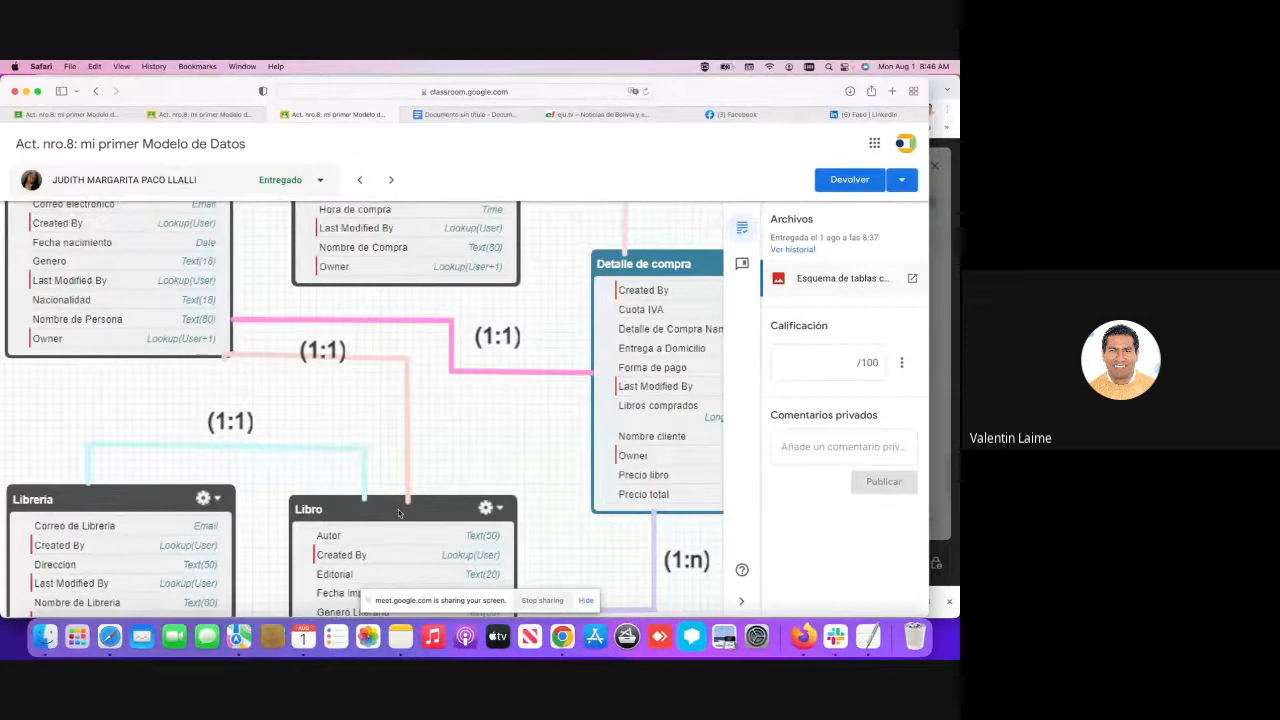 Safari File Edit View History Bookmarks Window Help Mon Aug 1 8:46 AM
classroom.google.com
Act. nro.8: mi primer Modelo d... Act. nro.8: mi primer Modelo d... Act. nro.8: mi primer Modelo d... Documento sin título - Docum... eju.tv – Noticias de Bolivia y s... (3) Facebook (6) Feed | LinkedIn
Act. nro.8: mi primer Modelo de Datos
JUDITH MARGARITA PACO LLALLI Entregado Devolver
Correo electronico Email
Created By Lookup(User)
Fecha nacimiento Date
Genero Text(18)
Last Modified By Lookup(User)
Nacionalidad Text(18)
Nombre de Persona Text(80)
Owner Lookup(User+1)
Hora de compra Time
Last Modified By Lookup(User)
Nombre de Compra Text(80)
Owner Lookup(User+1)
(1:1)
(1:1)
(1:1)
Detalle de compra
Created By
Cuota IVA
Detalle de Compra Nam
Entrega a Domicilio
Forma de pago
Last Modified By
Libros comprados
Long
Nombre cliente
Owner
Precio libro
Precio total
(1:n)
Libreria
Correo de Libreria Email
Created By Lookup(User)
Direccion Text(50)
Last Modified By Lookup(User)
Nombre de Libreria Text(80)
Libro
Autor Text(50)
Created By Lookup(User)
Editorial Text(20)
Fecha imp
Genero Literario
meet.google.com is sharing your screen. Stop sharing Hide
Archivos
Entregada el 1 ago a las 8:37
Ver historial
Esquema de tablas c...
Calificación
/100
Comentarios privados
Añade un comentario priv...
Publicar
AUG
1
Valentin Laime